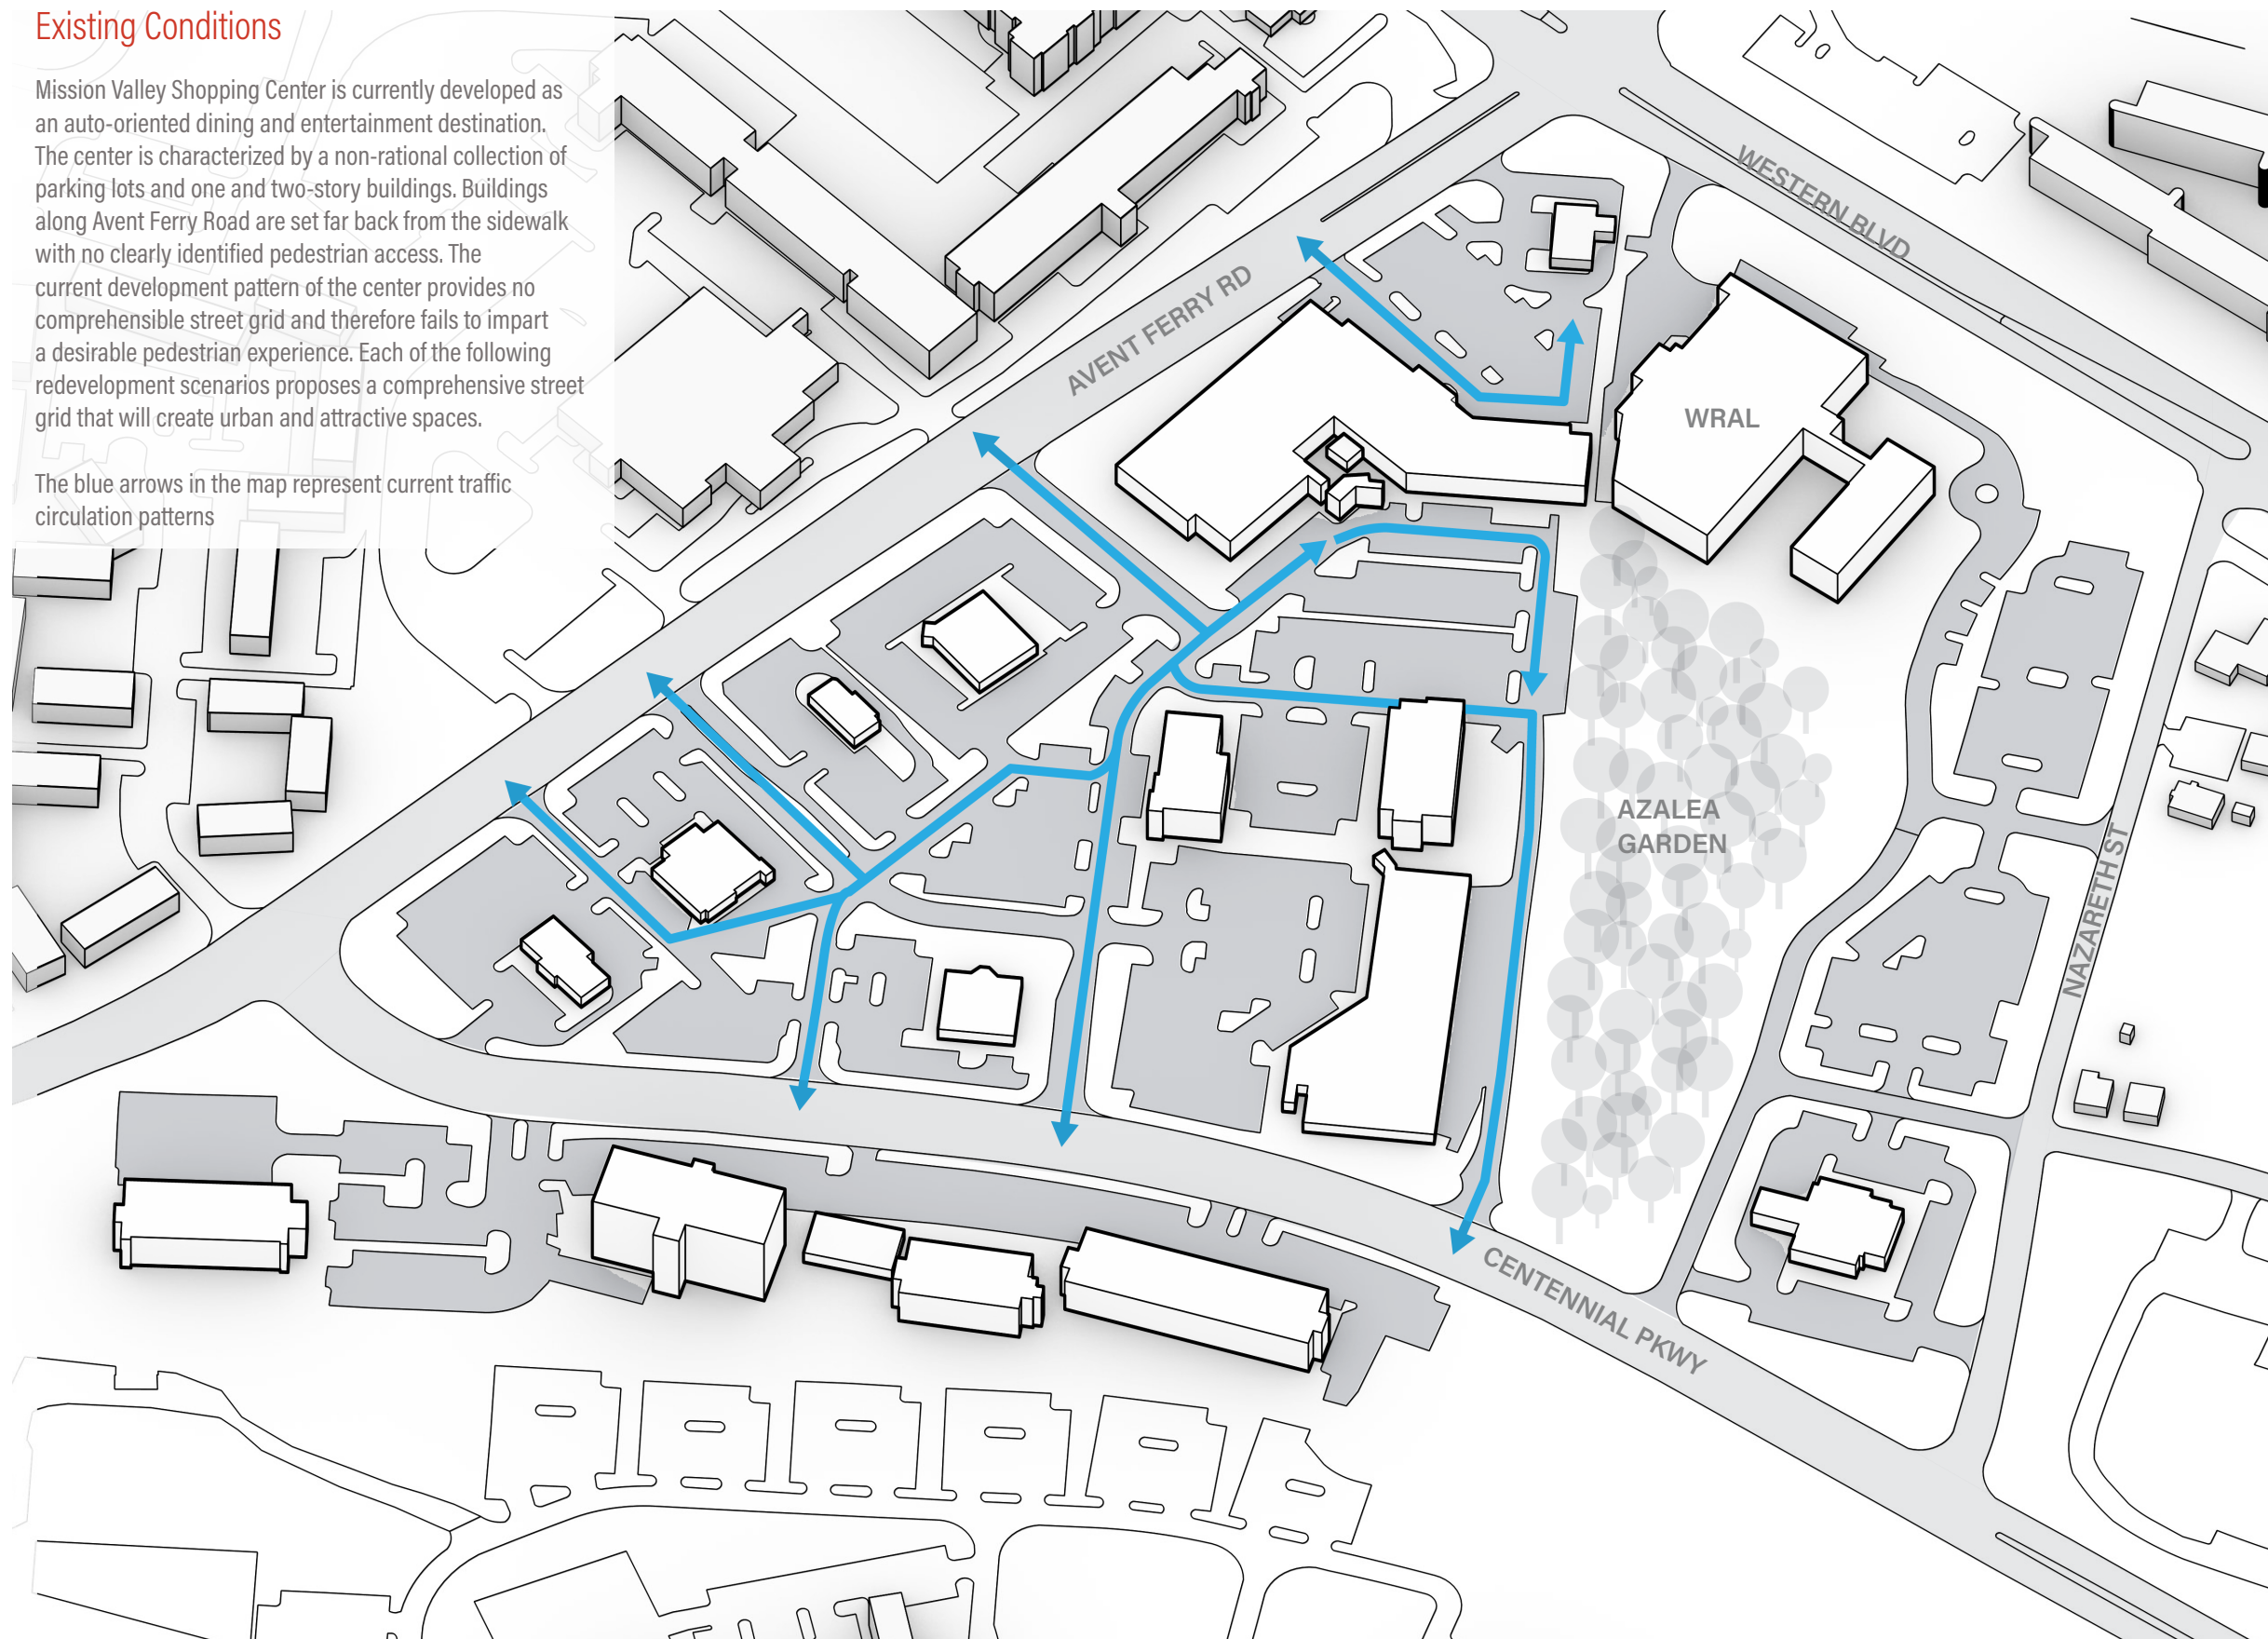 Existing Conditions
Mission Valley Shopping Center is currently developed as
an auto-oriented dining and entertainment destination.
The center is characterized by a non-rational collection of
parking lots and one and two-story buildings. Buildings
along Avent Ferry Road are set far back from the sidewalk
with no clearly identified pedestrian access. The
current development pattern of the center provides no
comprehensible street grid and therefore fails to impart
a desirable pedestrian experience. Each of the following
redevelopment scenarios proposes a comprehensive street
grid that will create urban and attractive spaces.
The blue arrows in the map represent current traffic
circulation patterns
WESTERN BLVD
AVENT FERRY RD
WRAL
AZALEA
GARDEN
NAZARETH ST
CENTENNIAL PKWY